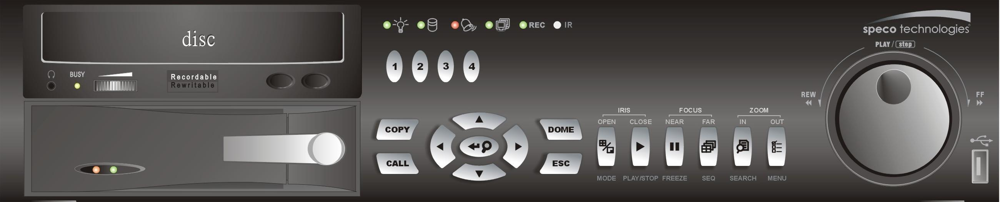 disc
BUSY
Recordable
Rewritable
REC IR
1 2 3 4
COPY
CALL
DOME
ESC
IRIS FOCUS ZOOM
OPEN CLOSE NEAR FAR IN OUT
MODE PLAY/STOP FREEZE SEQ SEARCH MENU
speco technologies®
PLAY / step
REW
FF